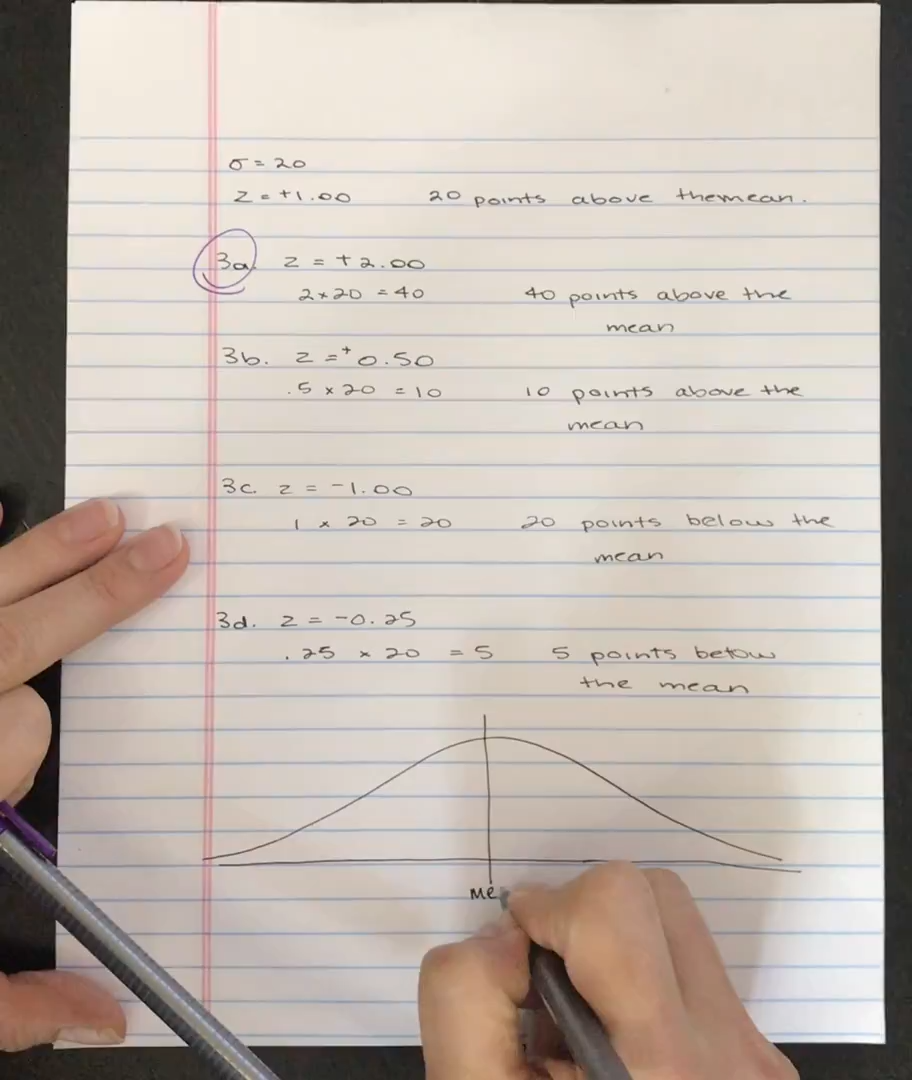 σ = 20
z = +1.00 20 points above themean.
3a. z = +2.00
2 × 20 = 40 40 points above the
mean
3b. z = +0.50
.5 × 20 = 10 10 points above the
mean
3c. z = -1.00
1 × 20 = 20 20 points below the
mean
3d. z = -0.25
.25 × 20 = 5 5 points below
the mean
Me